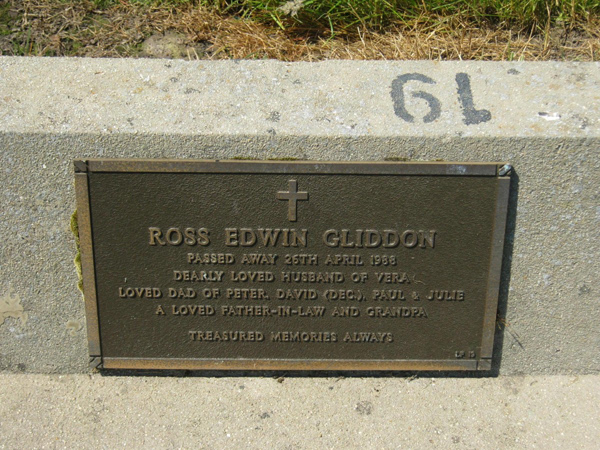 19
ROSS EDWIN GLIDDON
PASSED AWAY 26TH APRIL 1988
DEARLY LOVED HUSBAND OF VERA.
LOVED DAD OF PETER, DAVID (DEC.), PAUL & JULIE
A LOVED FATHER-IN-LAW AND GRANDPA
TREASURED MEMORIES ALWAYS